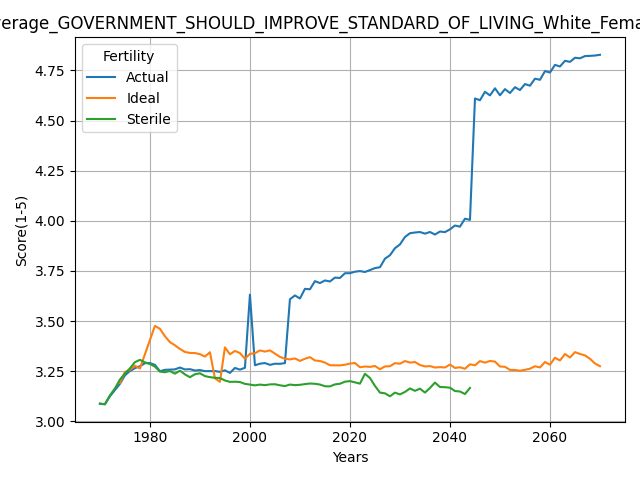 verage_GOVERNMENT_SHOULD_IMPROVE_STANDARD_OF_LIVING_White_Fema
Fertility
Actual
Ideal
Sterile
Score(1-5)
4.75
4.50
4.25
4.00
3.75
3.50
3.25
3.00
1980 2000 2020 2040 2060
Years